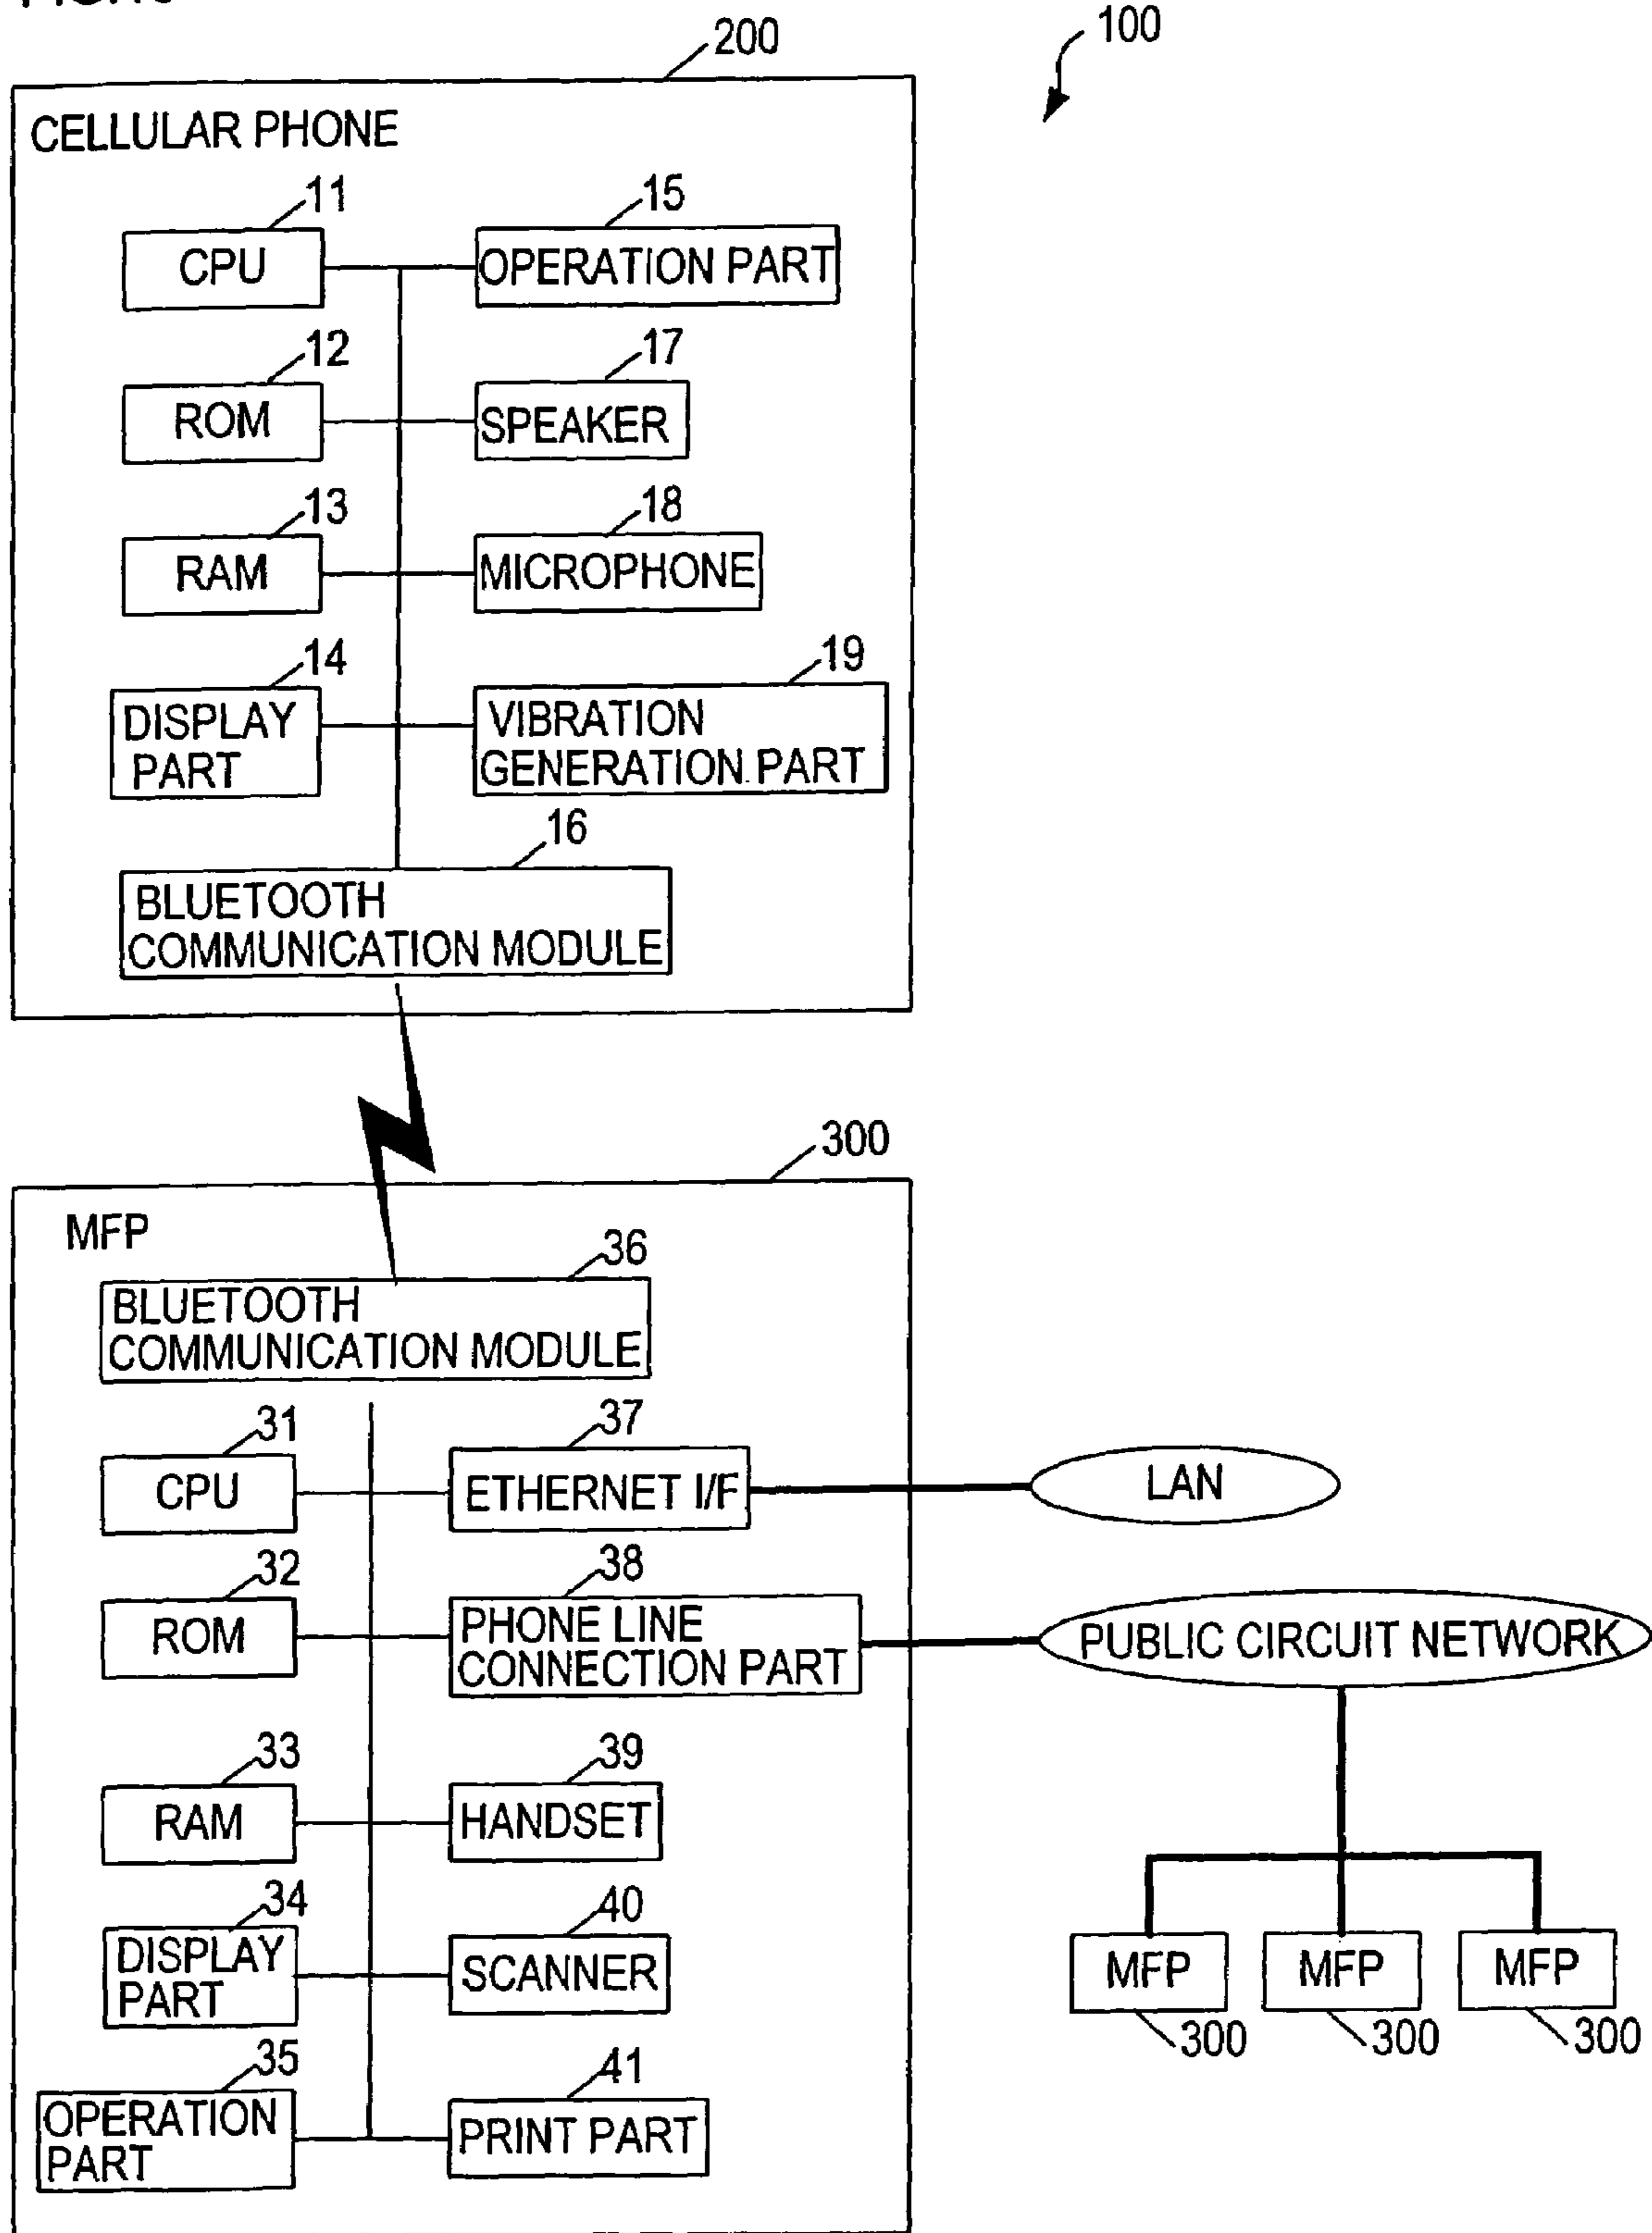 200
100
CELLULAR PHONE
11
15
CPU
OPERATION PART
12
17
ROM
SPEAKER
13
18
RAM
MICROPHONE
14
19
DISPLAY
PART
VIBRATION
GENERATION PART
16
BLUETOOTH
COMMUNICATION MODULE
300
MFP
36
BLUETOOTH
COMMUNICATION MODULE
31
37
CPU
ETHERNET I/F
LAN
32
38
ROM
PHONE LINE
CONNECTION PART
PUBLIC CIRCUIT NETWORK
33
39
RAM
HANDSET
34
40
DISPLAY
PART
SCANNER
MFP
MFP
MFP
300
300
300
35
41
OPERATION
PART
PRINT PART